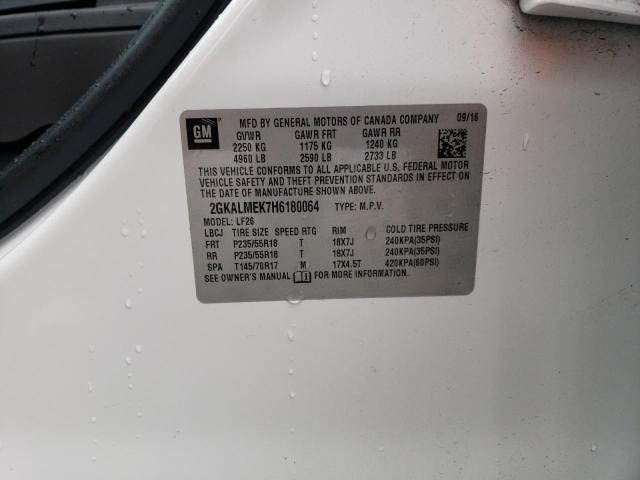 GM
MFD BY GENERAL MOTORS OF CANADA COMPANY 09/16
GVWR GAWR FRT GAWR RR
2250 KG 1175 KG 1240 KG
4960 LB 2590 LB 2733 LB
THIS VEHICLE CONFORMS TO ALL APPLICABLE U.S. FEDERAL MOTOR
VEHICLE SAFETY, BUMPER, AND THEFT PREVENTION STANDARDS IN EFFECT ON
THE DATE OF MANUFACTURE SHOWN ABOVE.
2GKALMEK7H6180064 TYPE: M.P.V.
MODEL: LF26
LBCJ TIRE SIZE SPEED RTG RIM COLD TIRE PRESSURE
FRT P235/55R18 T 18X7J 240KPA(35PSI)
RR P235/55R18 T 18X7J 240KPA(35PSI)
SPA T145/70R17 M 17X4.5T 420KPA(60PSI)
SEE OWNER'S MANUAL FOR MORE INFORMATION.